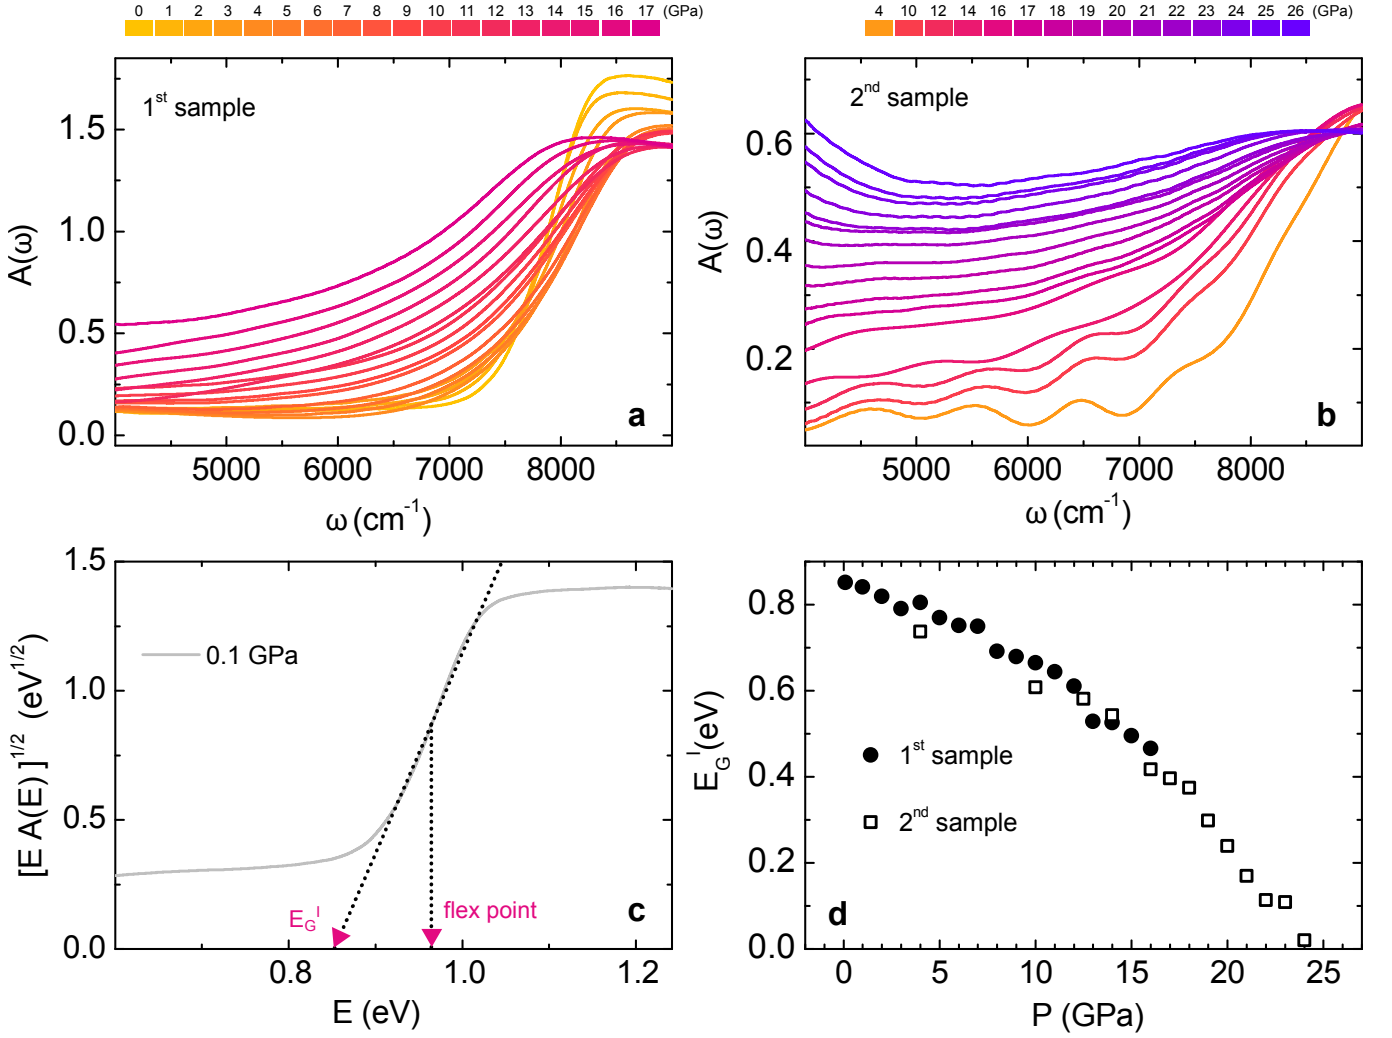 0 1 2 3 4 5 6 7 8 9 10 11 12 13 14 15 16 17 (GPa)
4 10 12 14 16 17 18 19 20 21 22 23 24 25 26 (GPa)
1st sample
A(ω)
1.5
1.0
0.5
0.0
a
5000 6000 7000 8000
ω (cm-1)
2nd sample
A(ω)
0.6
0.4
0.2
b
5000 6000 7000 8000
ω (cm-1)
[E A(E) ]1/2 (eV1/2)
1.5
1.0
0.5
0.0
0.1 GPa
EGI
flex point
c
0.8 1.0 1.2
E (eV)
EGI(eV)
0.8
0.6
0.4
0.2
0.0
1st sample
2nd sample
d
0 5 10 15 20 25
P (GPa)